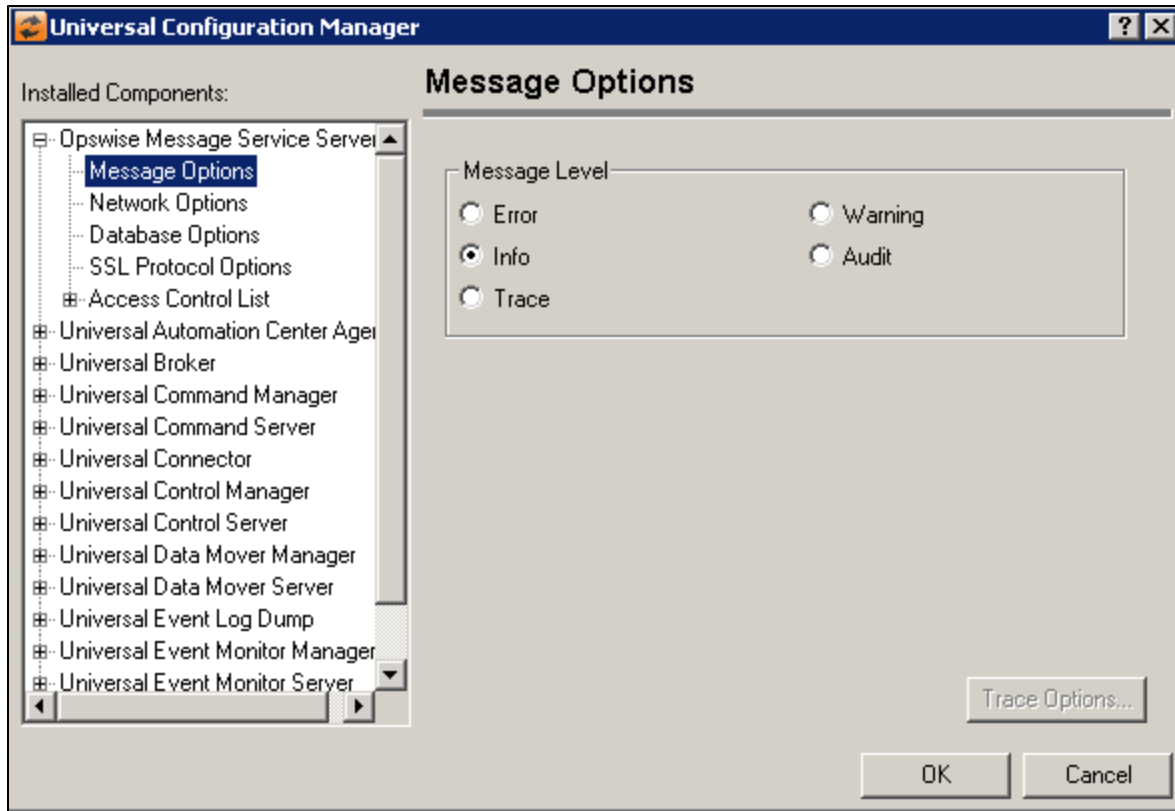 Universal Configuration Manager
? X
Installed Components:
Message Options
Opswise Message Service Server
Message Options
Network Options
Database Options
SSL Protocol Options
Access Control List
Universal Automation Center Agen
Universal Broker
Universal Command Manager
Universal Command Server
Universal Connector
Universal Control Manager
Universal Control Server
Universal Data Mover Manager
Universal Data Mover Server
Universal Event Log Dump
Universal Event Monitor Manager
Universal Event Monitor Server
Message Level
Error Warning
Info Audit
Trace
Trace Options...
OK Cancel